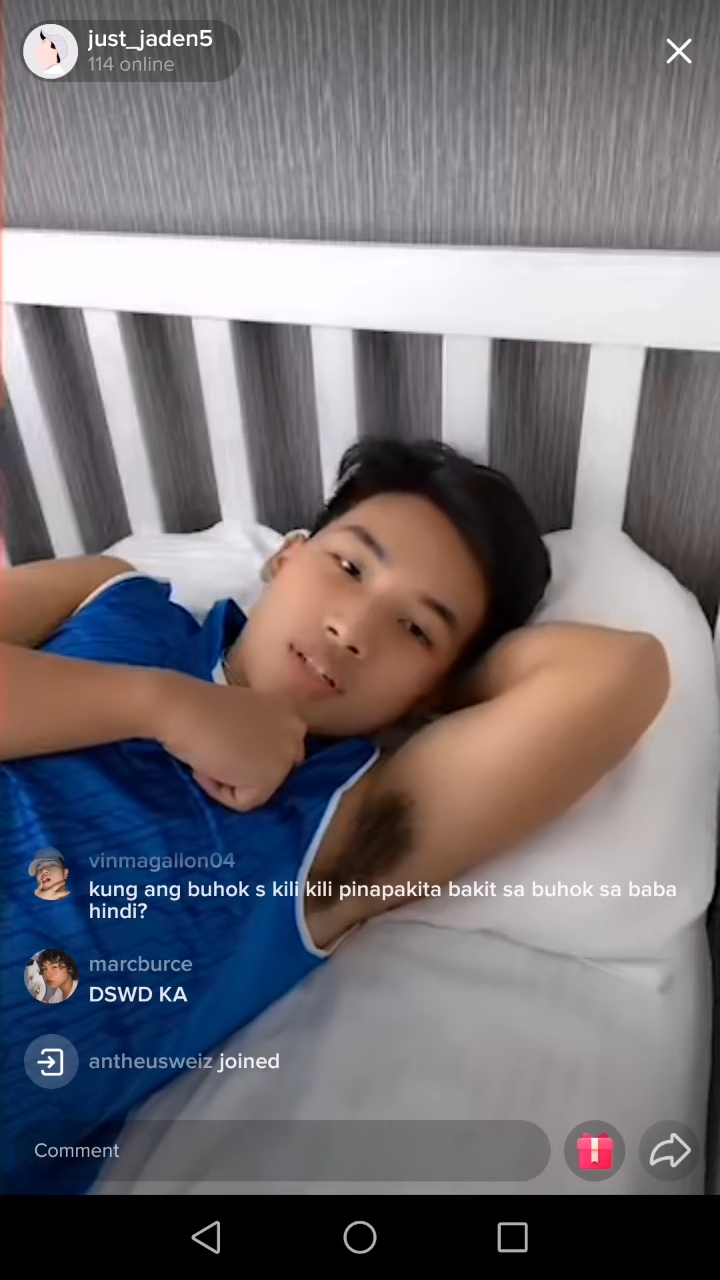 just_jaden5
114 online
vinmagallon04
kung ang buhok s kili kili pinapakita bakit sa buhok sa baba
hindi?
marcburce
DSWD KA
antheusweiz joined
Comment